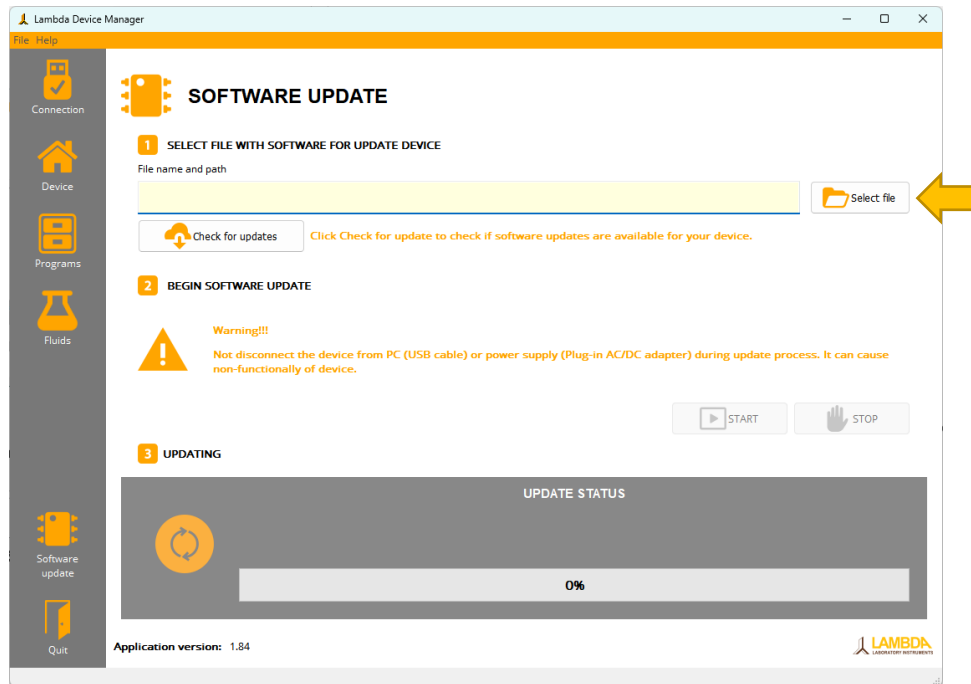 Lambda Device Manager
File Help
Connection
Device
Programs
Fluids
Software
update
Quit
SOFTWARE UPDATE
1 SELECT FILE WITH SOFTWARE FOR UPDATE DEVICE
File name and path
Select file
Check for updates
Click Check for update to check if software updates are available for your device.
2 BEGIN SOFTWARE UPDATE
Warning!!!
Not disconnect the device from PC (USB cable) or power supply (Plug-in AC/DC adapter) during update process. It can cause
non-functionally of device.
START
STOP
3 UPDATING
UPDATE STATUS
0%
Application version: 1.84
LAMBDA
LABORATORY INSTRUMENTS